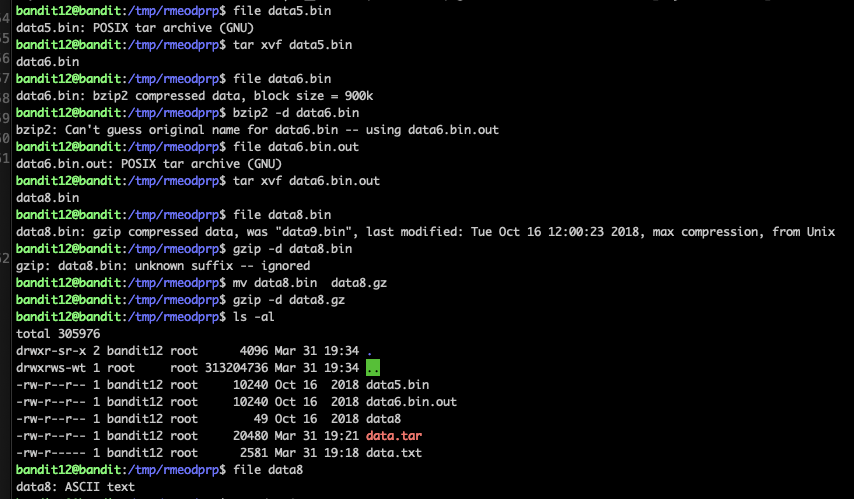 bandit12@bandit:/tmp/rmeodprp$ file data5.bin
data5.bin: POSIX tar archive (GNU)
bandit12@bandit:/tmp/rmeodprp$ tar xvf data5.bin
data6.bin
bandit12@bandit:/tmp/rmeodprp$ file data6.bin
data6.bin: bzip2 compressed data, block size = 900k
bandit12@bandit:/tmp/rmeodprp$ bzip2 -d data6.bin
bzip2: Can't guess original name for data6.bin -- using data6.bin.out
bandit12@bandit:/tmp/rmeodprp$ file data6.bin.out
data6.bin.out: POSIX tar archive (GNU)
bandit12@bandit:/tmp/rmeodprp$ tar xvf data6.bin.out
data8.bin
bandit12@bandit:/tmp/rmeodprp$ file data8.bin
data8.bin: gzip compressed data, was "data9.bin", last modified: Tue Oct 16 12:00:23 2018, max compression, from Unix
bandit12@bandit:/tmp/rmeodprp$ gzip -d data8.bin
gzip: data8.bin: unknown suffix -- ignored
bandit12@bandit:/tmp/rmeodprp$ mv data8.bin  data8.gz
bandit12@bandit:/tmp/rmeodprp$ gzip -d data8.gz
bandit12@bandit:/tmp/rmeodprp$ ls -al
total 305976
drwxr-sr-x 2 bandit12 root      4096 Mar 31 19:34 .
drwxrws-wt 1 root     root 313204736 Mar 31 19:34 ..
-rw-r--r-- 1 bandit12 root     10240 Oct 16  2018 data5.bin
-rw-r--r-- 1 bandit12 root     10240 Oct 16  2018 data6.bin.out
-rw-r--r-- 1 bandit12 root        49 Oct 16  2018 data8
-rw-r--r-- 1 bandit12 root     20480 Mar 31 19:21 data.tar
-rw-r----- 1 bandit12 root      2581 Mar 31 19:18 data.txt
bandit12@bandit:/tmp/rmeodprp$ file data8
data8: ASCII text